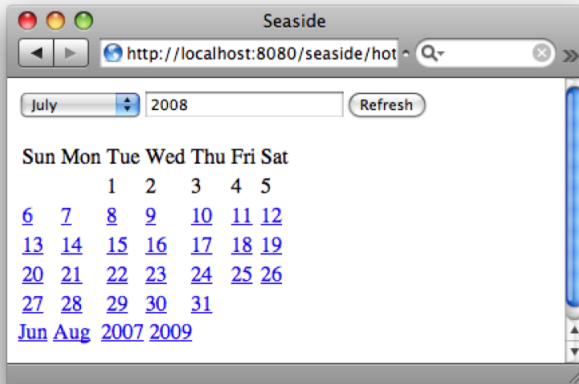 Seaside
http://localhost:8080/seaside/hot
July 2008 Refresh
Sun Mon Tue Wed Thu Fri Sat
1 2 3 4 5
6 7 8 9 10 11 12
13 14 15 16 17 18 19
20 21 22 23 24 25 26
27 28 29 30 31
Jun Aug 2007 2009